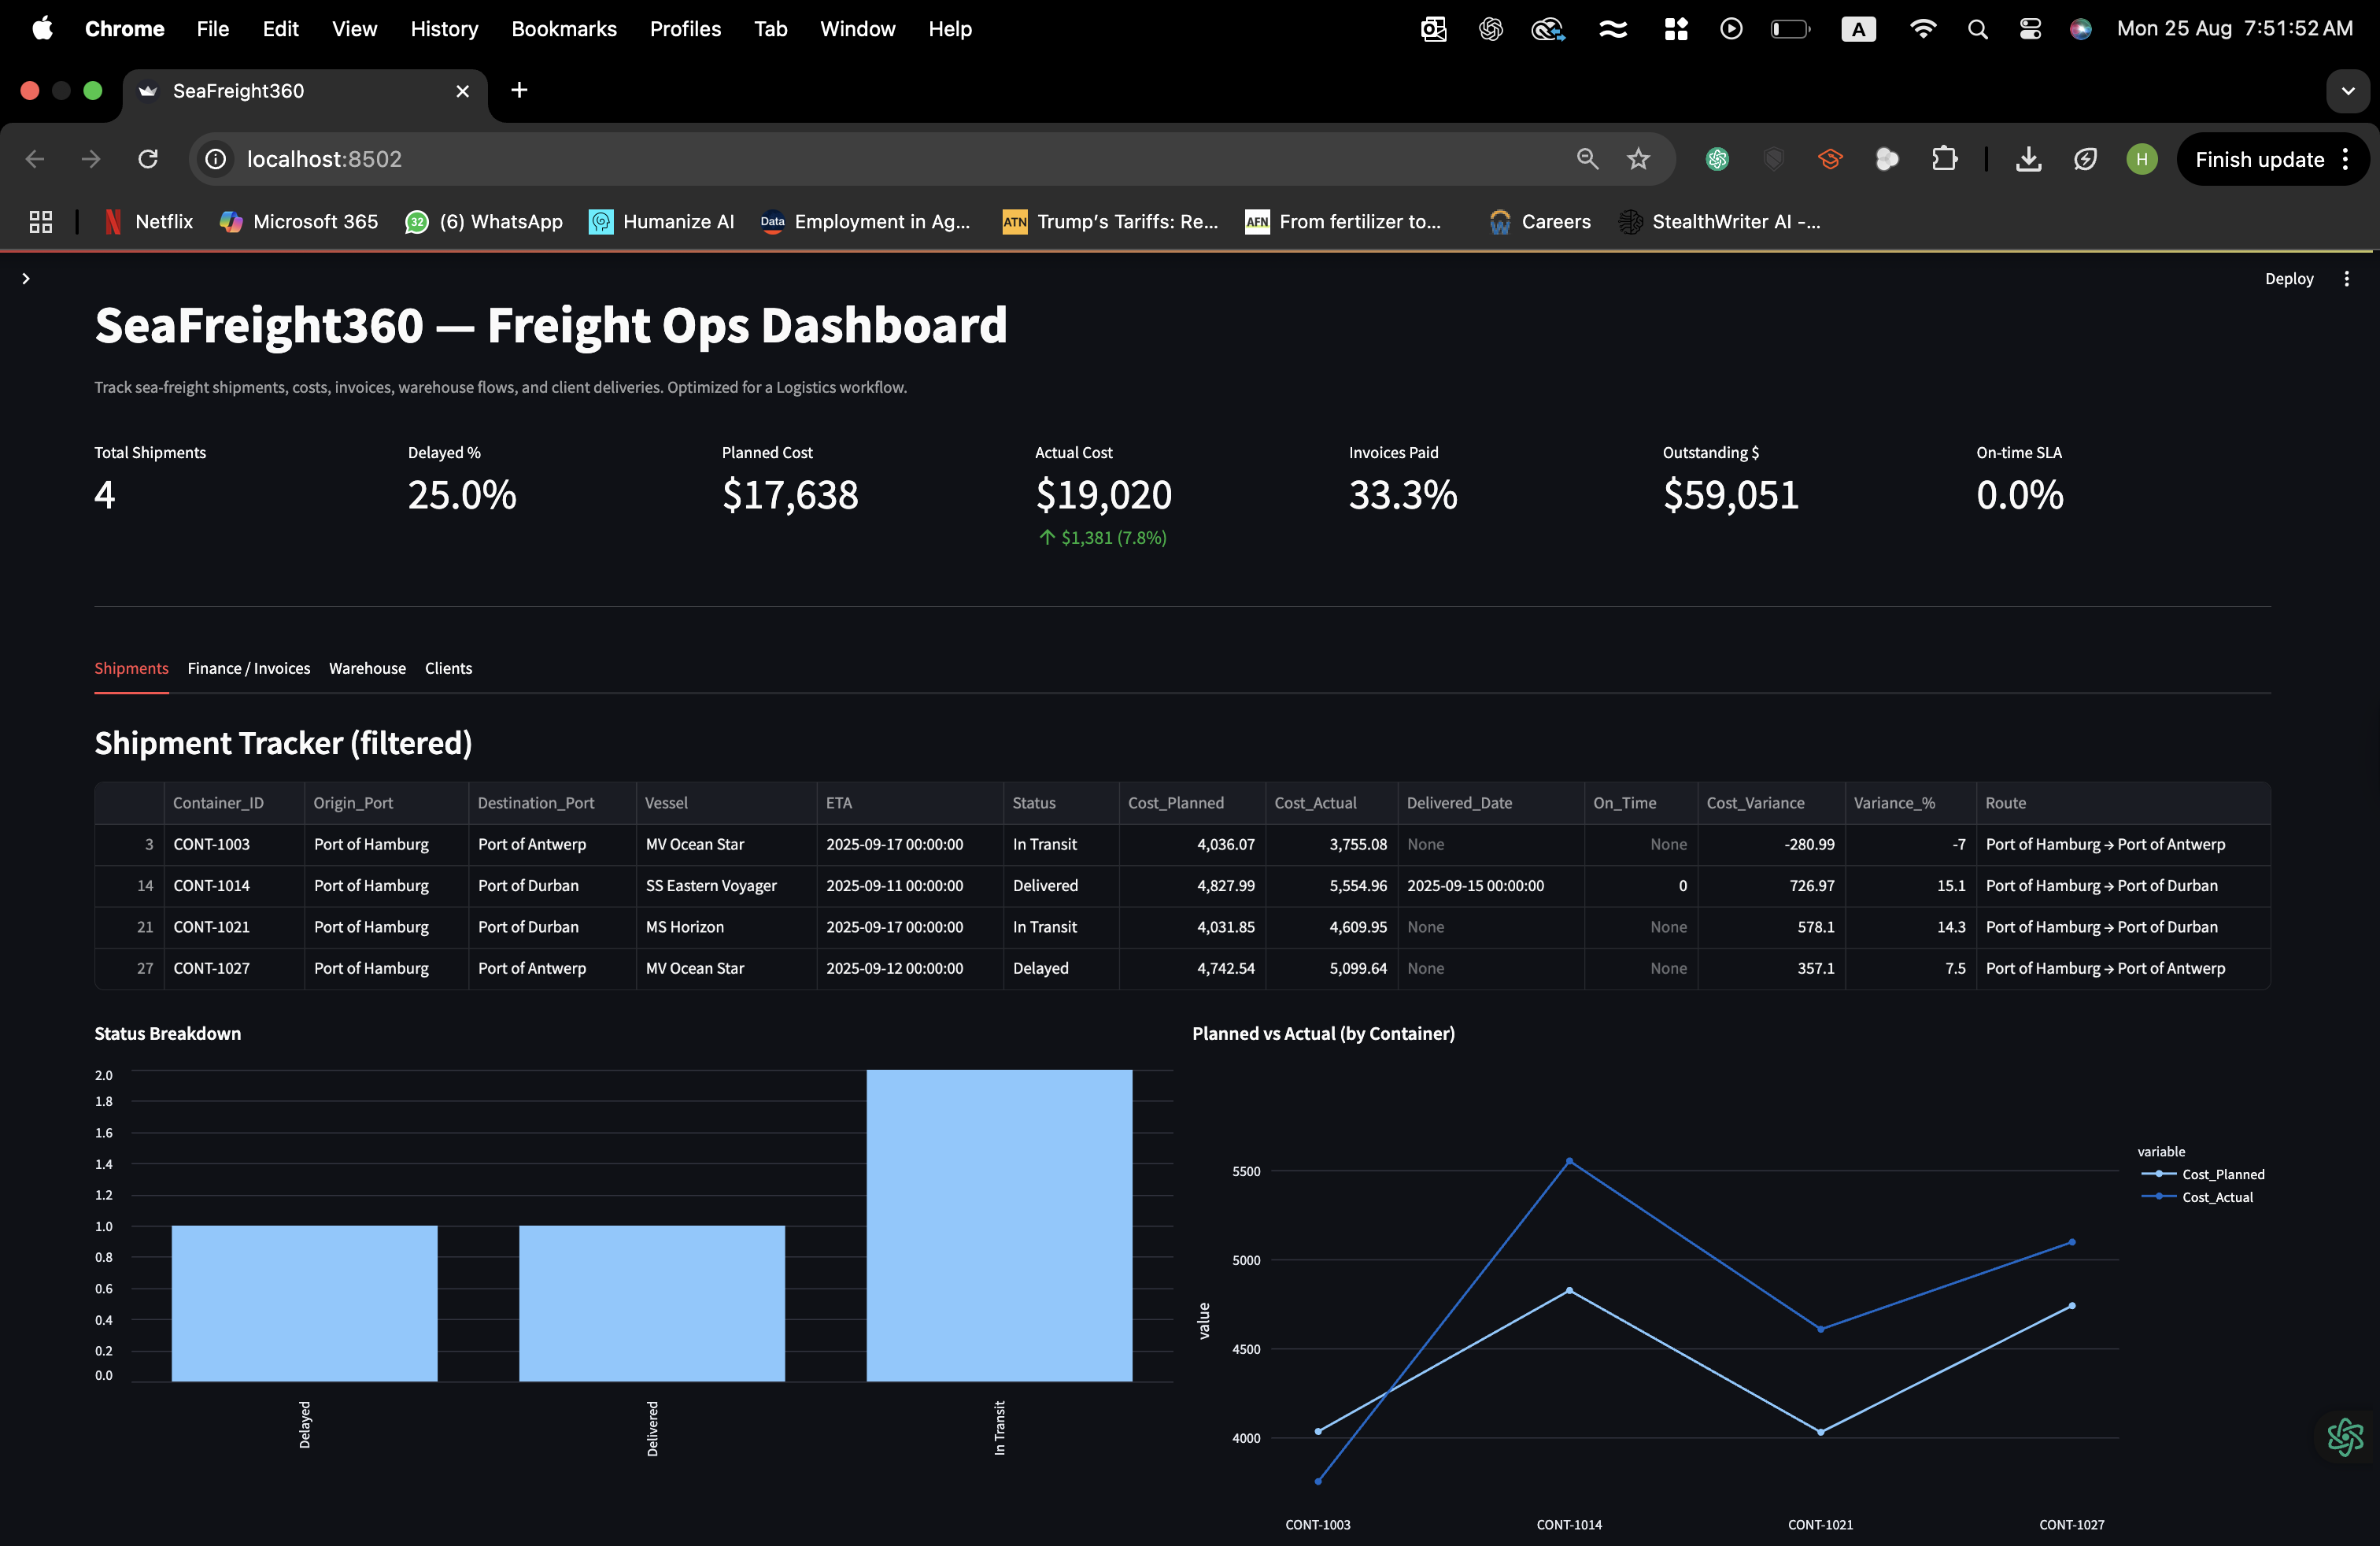 Chrome File Edit View History Bookmarks Profiles Tab Window Help A Mon 25 Aug 7:51:52 AM
SeaFreight360
localhost:8502 H Finish update
Netflix Microsoft 365 32 (6) WhatsApp Humanize AI Data Employment in Ag... ATN Trump's Tariffs: Re... AFN From fertilizer to... Careers StealthWriter AI -...
Deploy
SeaFreight360 — Freight Ops Dashboard
Track sea-freight shipments, costs, invoices, warehouse flows, and client deliveries. Optimized for a Logistics workflow.
Total Shipments Delayed % Planned Cost Actual Cost Invoices Paid Outstanding $ On-time SLA
4 25.0% $17,638 $19,020 33.3% $59,051 0.0%
↑ $1,381 (7.8%)
Shipments Finance / Invoices Warehouse Clients
Shipment Tracker (filtered)
Container_ID Origin_Port Destination_Port Vessel ETA Status Cost_Planned Cost_Actual Delivered_Date On_Time Cost_Variance Variance_% Route
3 CONT-1003 Port of Hamburg Port of Antwerp MV Ocean Star 2025-09-17 00:00:00 In Transit 4,036.07 3,755.08 None None -280.99 -7 Port of Hamburg → Port of Antwerp
14 CONT-1014 Port of Hamburg Port of Durban SS Eastern Voyager 2025-09-11 00:00:00 Delivered 4,827.99 5,554.96 2025-09-15 00:00:00 0 726.97 15.1 Port of Hamburg → Port of Durban
21 CONT-1021 Port of Hamburg Port of Durban MS Horizon 2025-09-17 00:00:00 In Transit 4,031.85 4,609.95 None None 578.1 14.3 Port of Hamburg → Port of Durban
27 CONT-1027 Port of Hamburg Port of Antwerp MV Ocean Star 2025-09-12 00:00:00 Delayed 4,742.54 5,099.64 None None 357.1 7.5 Port of Hamburg → Port of Antwerp
Status Breakdown
2.0
1.8
1.6
1.4
1.2
1.0
0.8
0.6
0.4
0.2
0.0
Delayed Delivered In Transit
Planned vs Actual (by Container)
variable
Cost_Planned
Cost_Actual
5500
5000
4500
4000
value
CONT-1003 CONT-1014 CONT-1021 CONT-1027